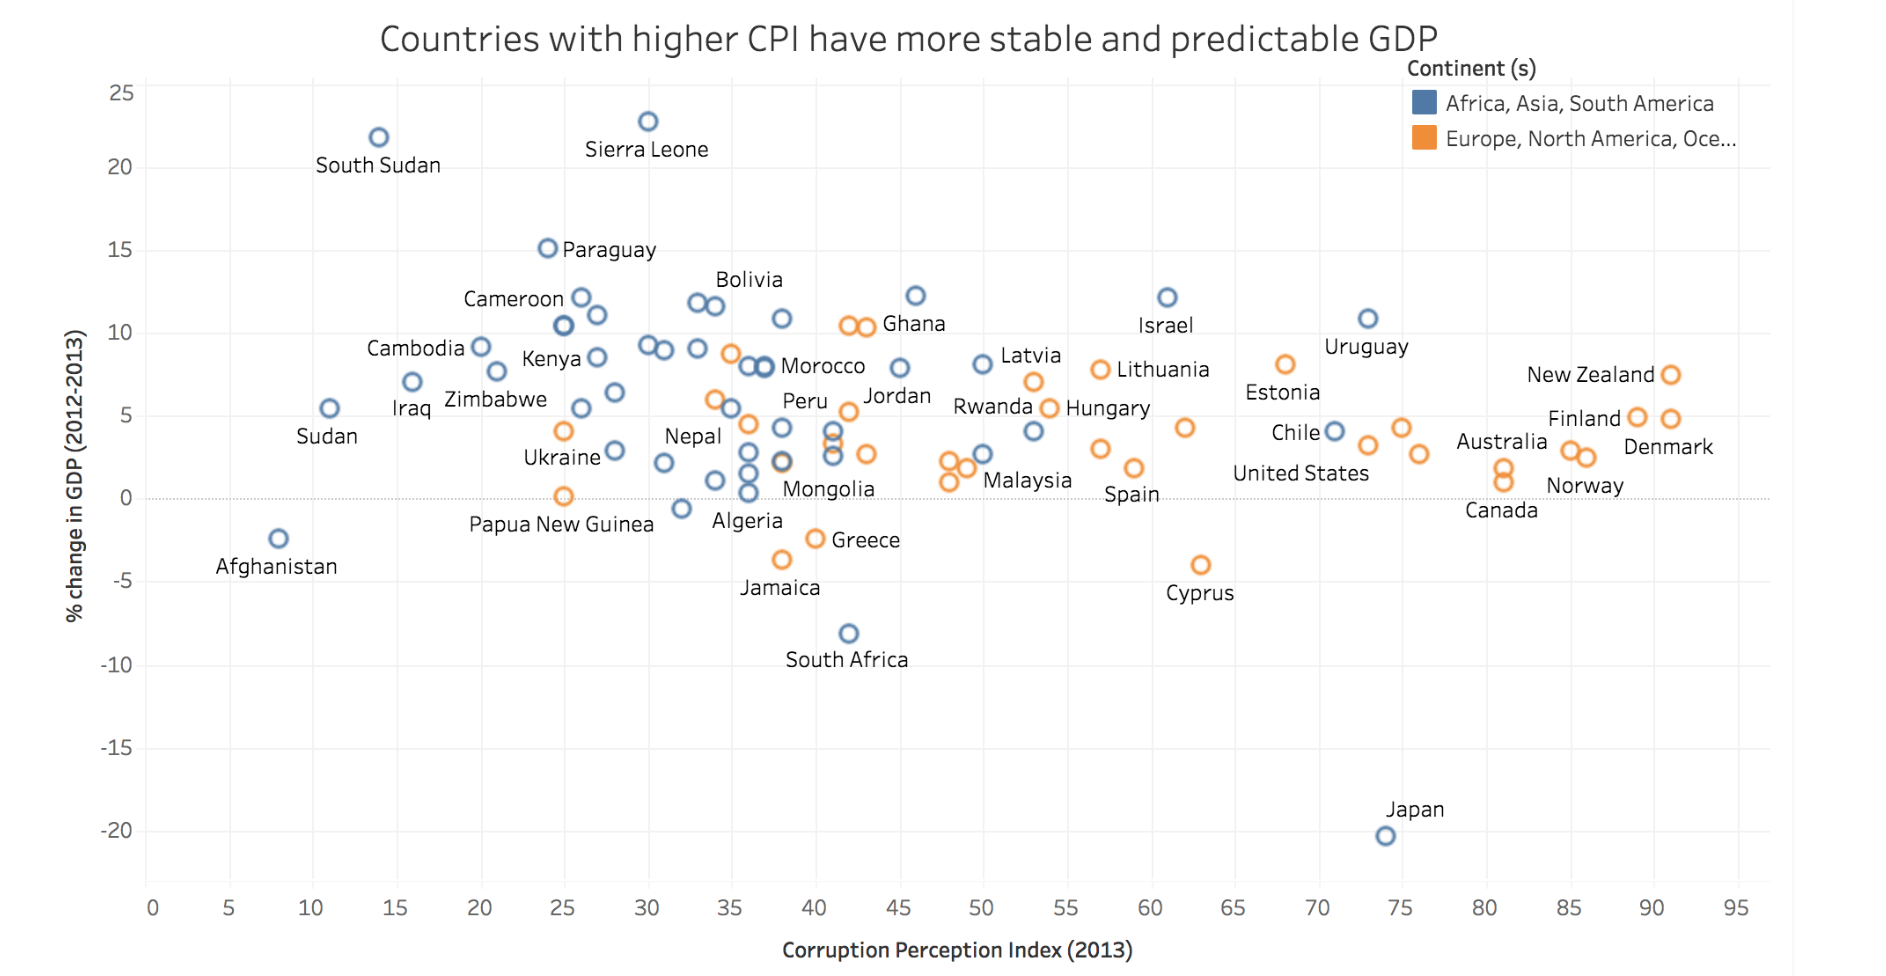 Countries with higher CPI have more stable and predictable GDP
Continent (s)
Africa, Asia, South America
Europe, North America, Oce...
% change in GDP (2012-2013)
25
20
15
10
5
0
-5
-10
-15
-20
Sierra Leone
South Sudan
Paraguay
Bolivia
Cameroon
Ghana
Israel
Uruguay
Cambodia
Kenya
Morocco
Latvia
Lithuania
New Zealand
Iraq
Zimbabwe
Peru
Jordan
Rwanda
Hungary
Estonia
Finland
Sudan
Nepal
Chile
Australia
Denmark
Ukraine
Mongolia
Malaysia
Spain
United States
Norway
Papua New Guinea
Algeria
Canada
Afghanistan
Greece
Jamaica
Cyprus
South Africa
Japan
0 5 10 15 20 25 30 35 40 45 50 55 60 65 70 75 80 85 90 95
Corruption Perception Index (2013)